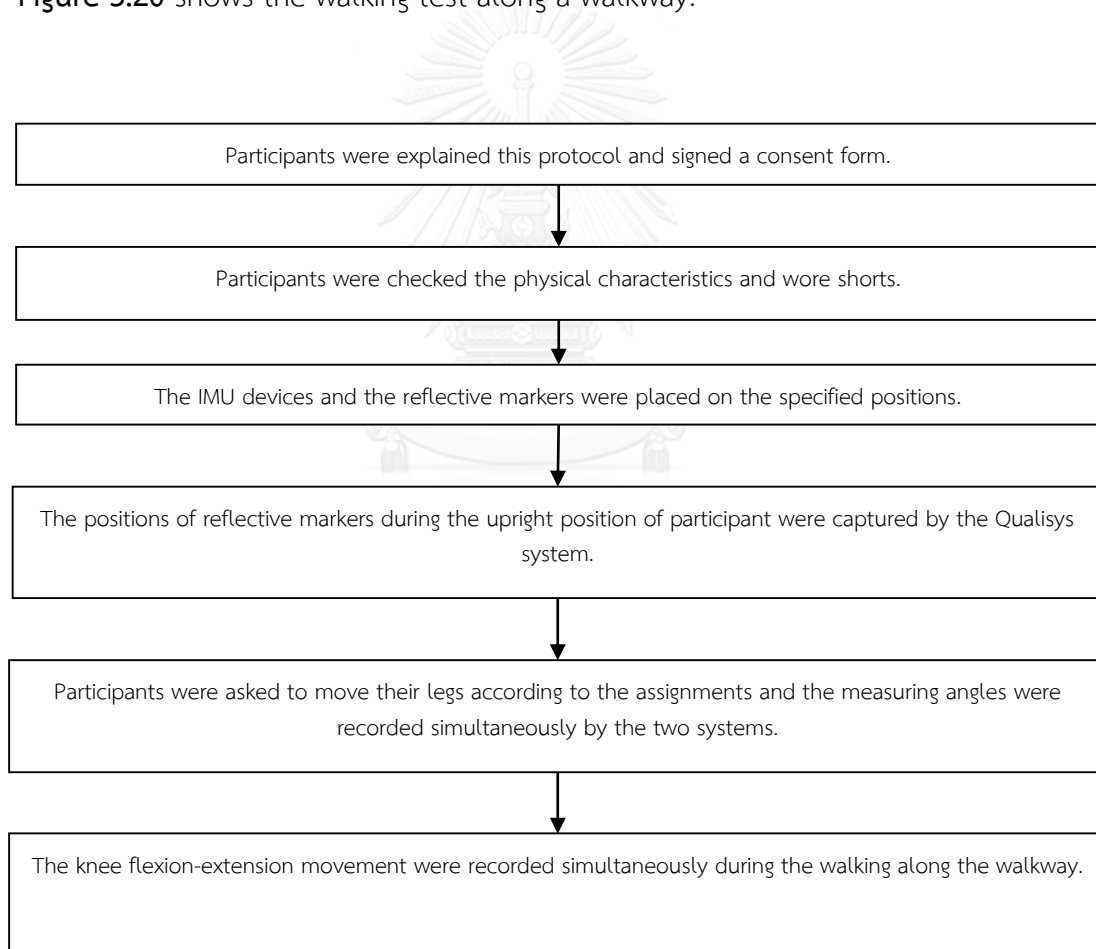 Figure 3.20 shows the walking test along a walkway.
Participants were explained this protocol and signed a consent form.
Participants were checked the physical characteristics and wore shorts.
The IMU devices and the reflective markers were placed on the specified positions.
The positions of reflective markers during the upright position of participant were captured by the Qualisys
system.
Participants were asked to move their legs according to the assignments and the measuring angles were
recorded simultaneously by the two systems.
The knee flexion-extension movement were recorded simultaneously during the walking along the walkway.